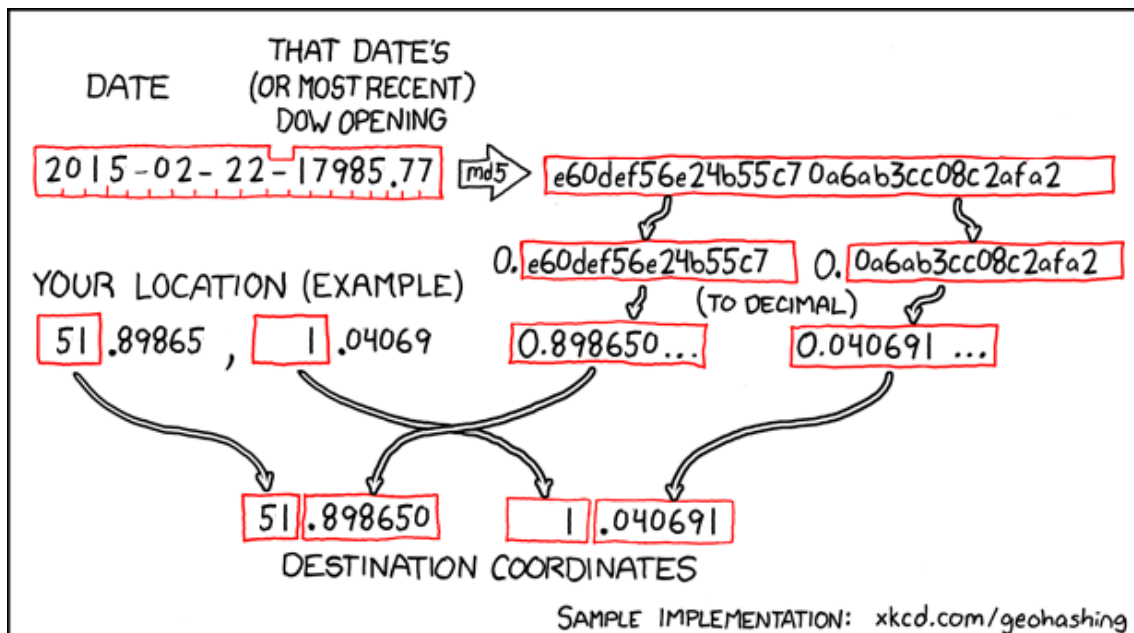 DATE
THAT DATE'S
(OR MOST RECENT)
DOW OPENING
2015-02-22-17985.77
md5
e60def56e24b55c70a6ab3cc08c2afa2
0.e60def56e24b55c7
0.0a6ab3cc08c2afa2
YOUR LOCATION (EXAMPLE)
(TO DECIMAL)
51.89865, 1.04069
0.898650...
0.040691...
51.898650
1.040691
DESTINATION COORDINATES
SAMPLE IMPLEMENTATION: xkcd.com/geohashing